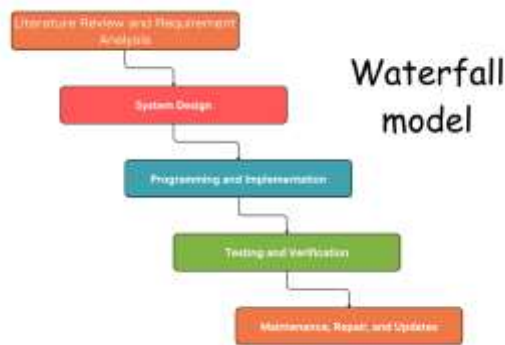 Literature Review and Requirement
Analysis
Waterfall
model
System Design
Programming and Implementation
Testing and Verification
Maintenance, Repair, and Updates